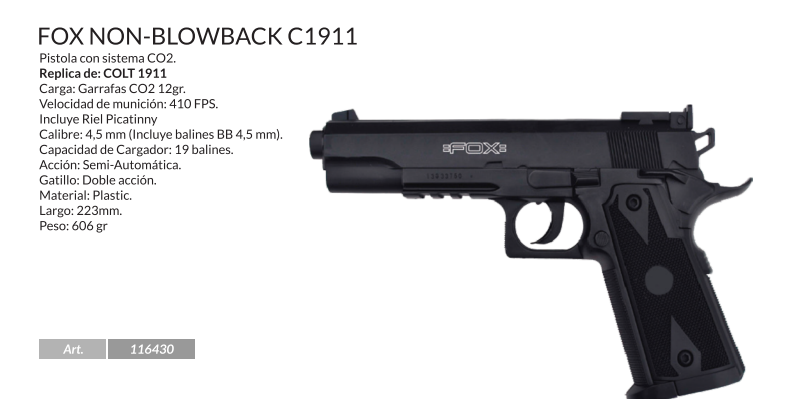 FOX NON-BLOWBACK C1911
Pistola con sistema CO2.
Replica de: COLT 1911
Carga: Garrafas CO2 12gr.
Velocidad de munición: 410 FPS.
Incluye Riel Picatinny
Calibre: 4,5 mm (Incluye balines BB 4,5 mm).
Capacidad de Cargador: 19 balines.
Acción: Semi-Automática.
Gatillo: Doble acción.
Material: Plastic.
Largo: 223mm.
Peso: 606 gr
FOX
Art. 116430